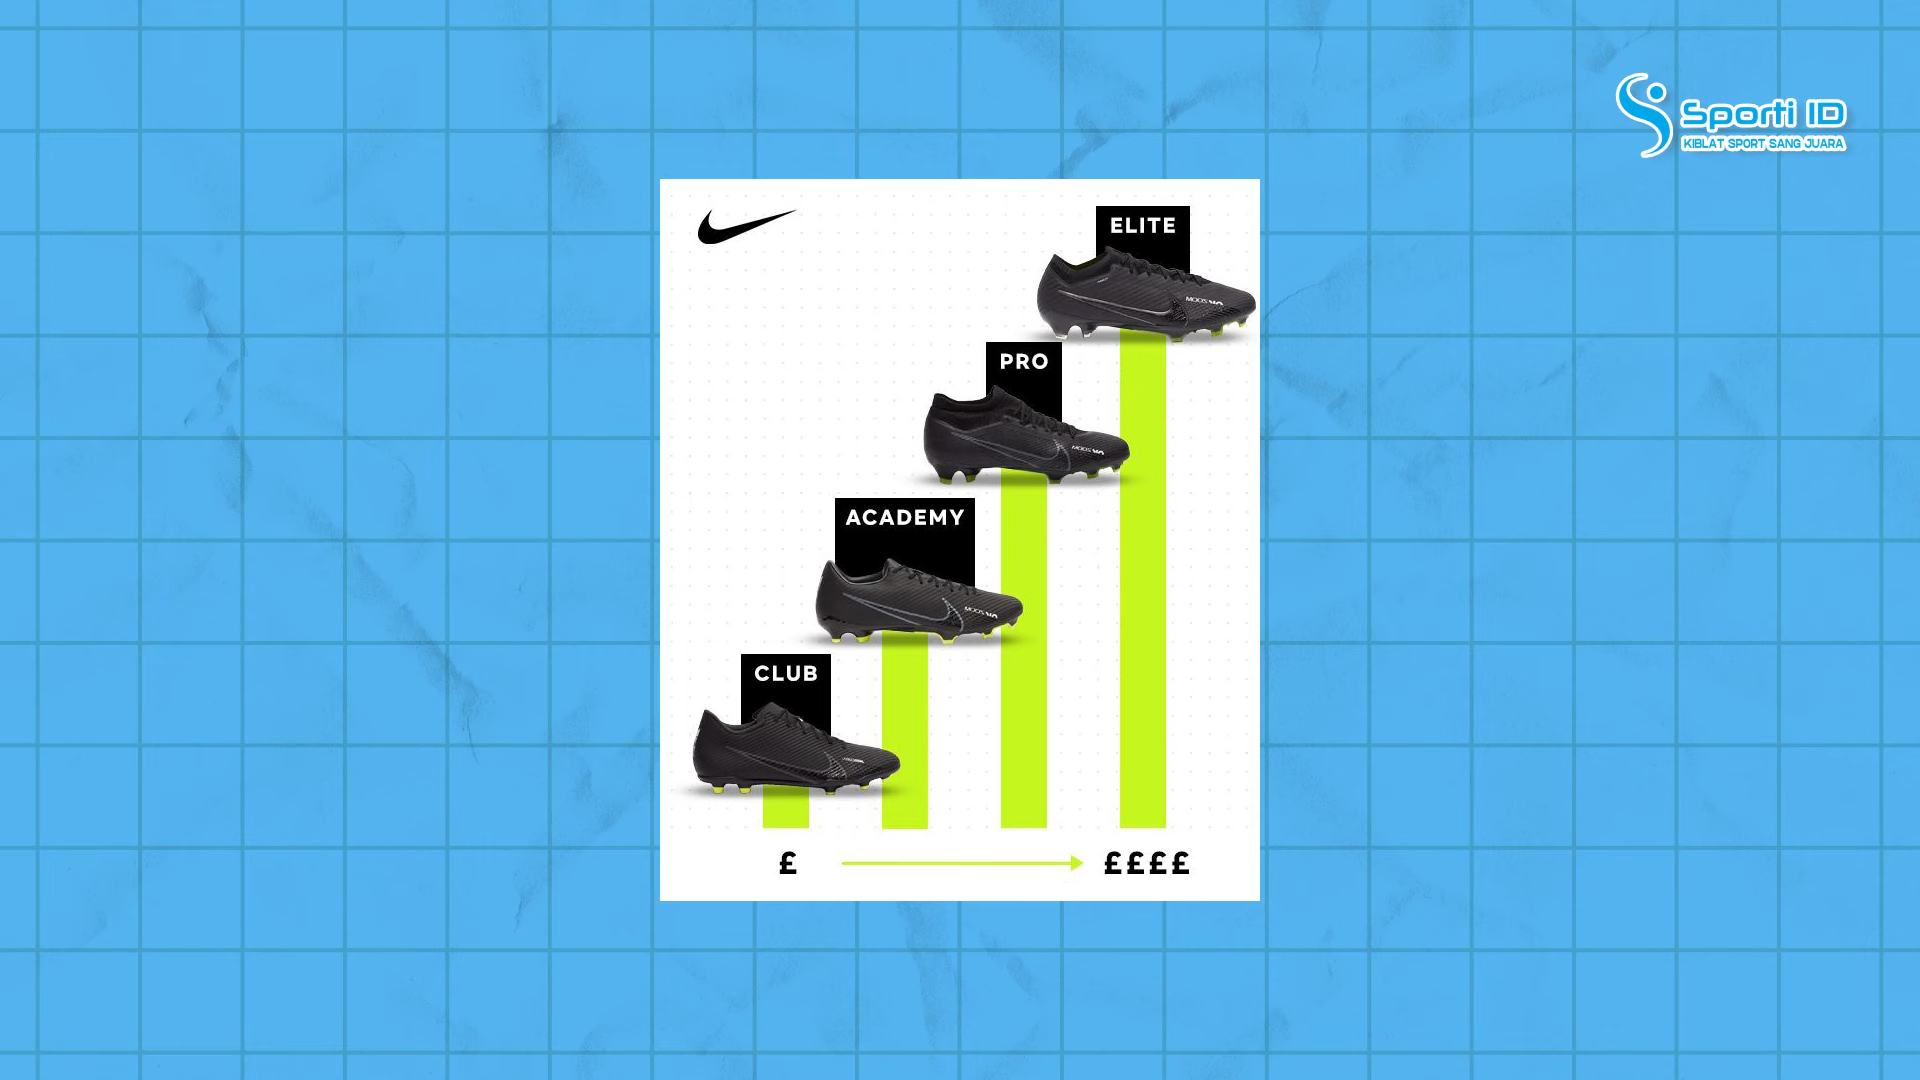 Sporti ID
KIBLAT SPORT SANG JUARA
ELITE
PRO
ACADEMY
CLUB
£
££££